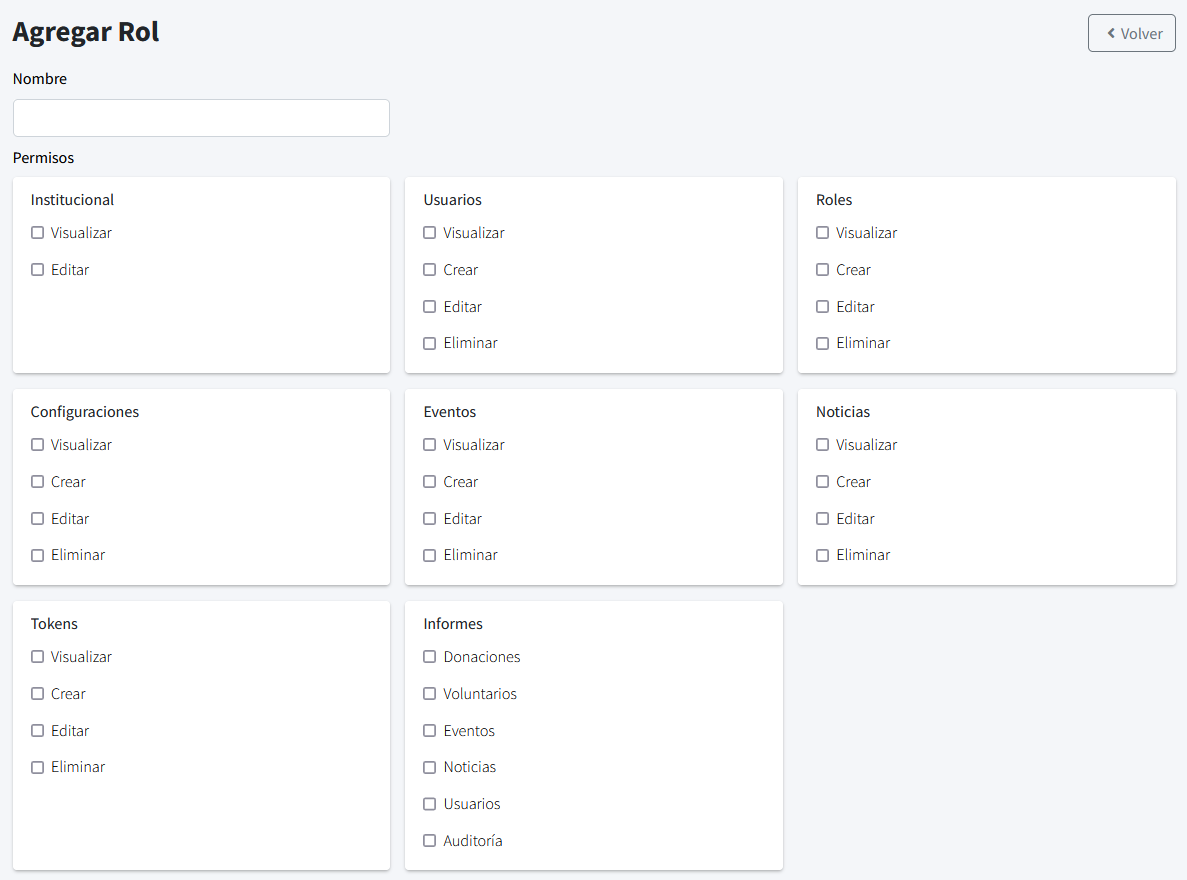 Agregar Rol
Volver
Nombre
Permisos
Institucional
Visualizar
Editar
Usuarios
Visualizar
Crear
Editar
Eliminar
Roles
Visualizar
Crear
Editar
Eliminar
Configuraciones
Visualizar
Crear
Editar
Eliminar
Eventos
Visualizar
Crear
Editar
Eliminar
Noticias
Visualizar
Crear
Editar
Eliminar
Tokens
Visualizar
Crear
Editar
Eliminar
Informes
Donaciones
Voluntarios
Eventos
Noticias
Usuarios
Auditoría